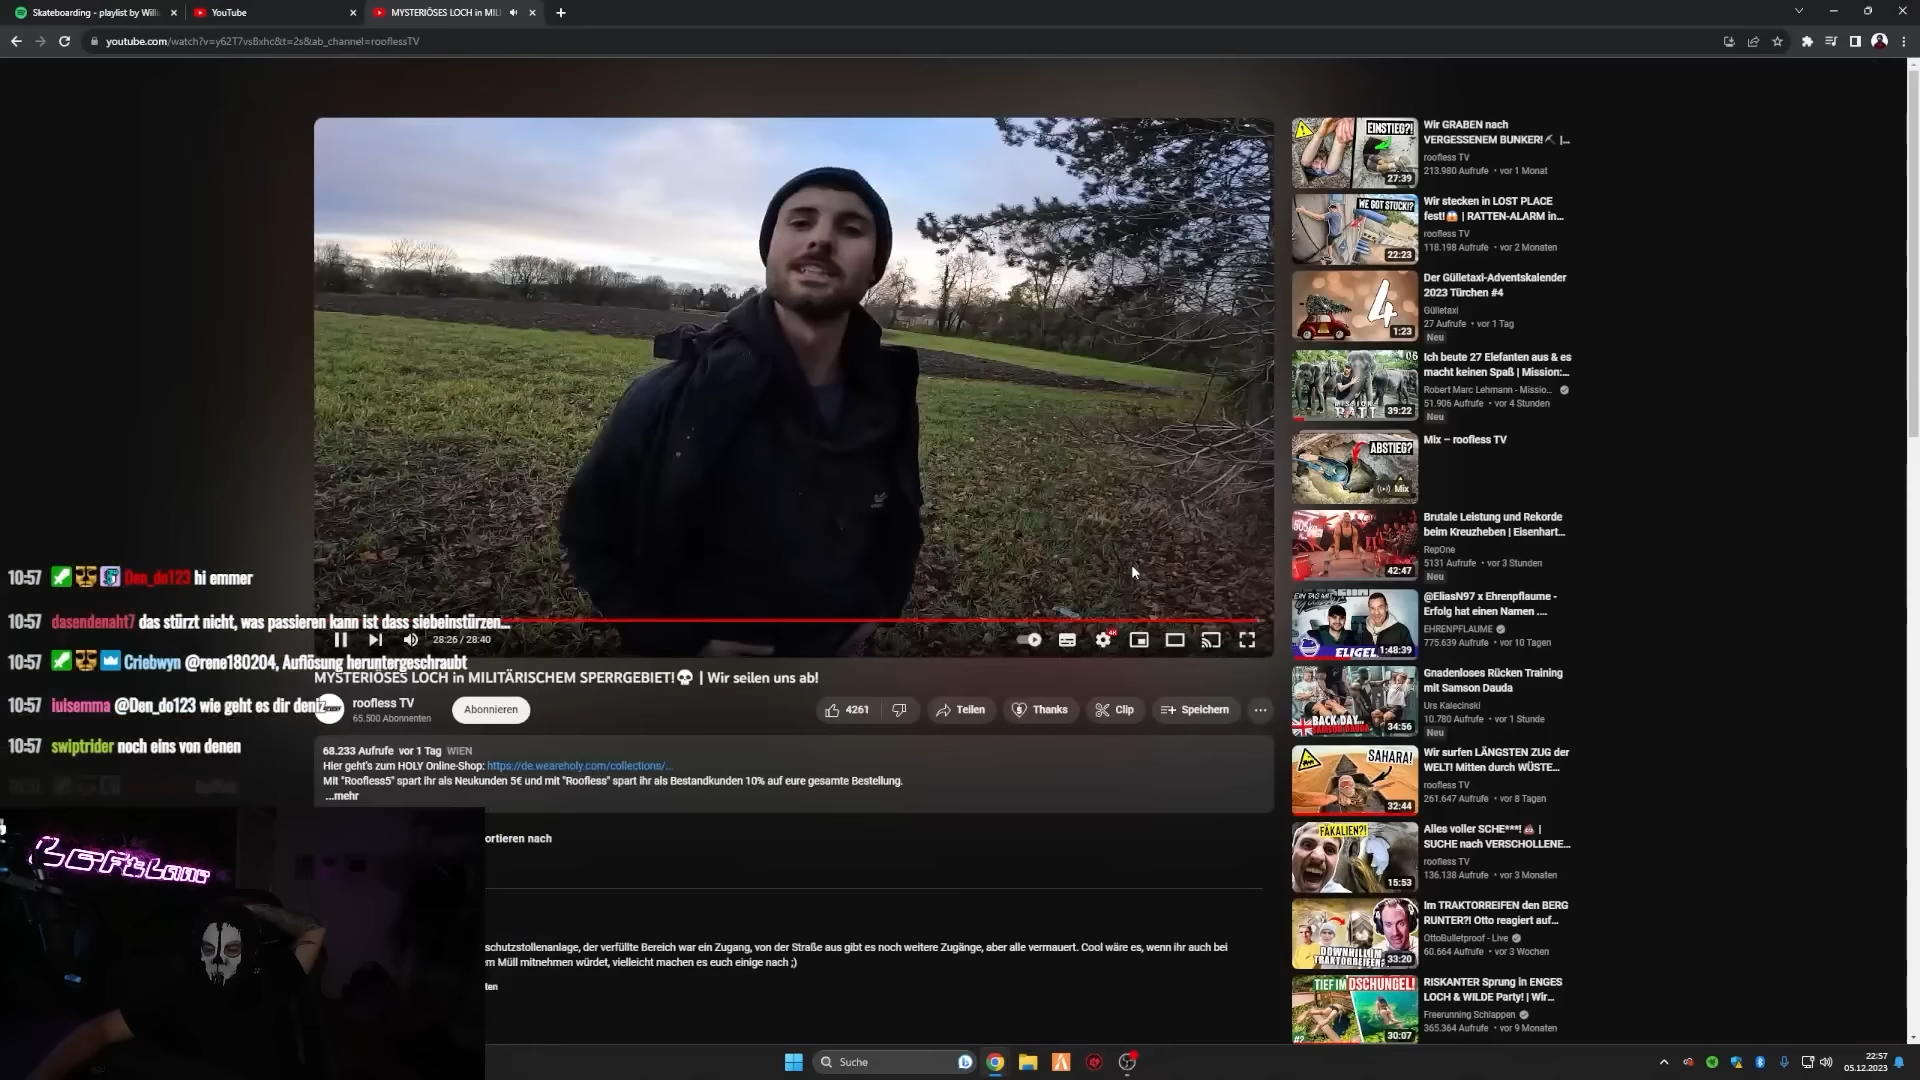 Skateboarding - playlist by Willi
YouTube
MYSTERIÖSES LOCH in MIL
youtube.com/watch?v=y62T7vsBxhc&t=2s&ab_channel=rooflessTV
28:26 / 28:40
MYSTERIÖSES LOCH in MILITÄRISCHEM SPERRGEBIET!💀 | Wir seilen uns ab!
roofless TV
65.500 Abonnenten
Abonnieren
4261
Teilen
Thanks
Clip
Speichern
68.233 Aufrufe vor 1 Tag WIEN
Hier geht's zum HOLY Online-Shop: https://de.weareholy.com/collections/...
Mit "Roofless5" spart ihr als Neukunden 5€ und mit "Roofless" spart ihr als Bestandkunden 10% auf eure gesamte Bestellung.
...mehr
ortieren nach
schutzstollenanlage, der verfüllte Bereich war ein Zugang, von der Straße aus gibt es noch weitere Zugänge, aber alle vermauert. Cool wäre es, wenn ihr auch bei
m Müll mitnehmen würdet, vielleicht machen es euch einige nach ;)
ten
10:57 Den_do123 hi emmer
10:57 dasendenaht7 das stürzt nicht, was passieren kann ist dass siebeinstürzen...
10:57 Criebwyn @rene180204, Auflösung heruntergeschraubt
10:57 iuisemma @Den_do123 wie geht es dir deniz
10:57 swiptrider noch eins von denen
EINSTIEG?!
27:39
Wir GRABEN nach
VERGESSENEM BUNKER!⛏ |...
roofless TV
213.980 Aufrufe • vor 1 Monat
WE GOT STUCK!?
22:23
Wir stecken in LOST PLACE
fest!😱 | RATTEN-ALARM in...
roofless TV
118.198 Aufrufe • vor 2 Monaten
4
1:23
Der Gülletaxi-Adventskalender
2023 Türchen #4
Gülletaxi
27 Aufrufe • vor 1 Tag
Neu
06
MISSION
39:22
Ich beute 27 Elefanten aus & es
macht keinen Spaß | Mission:...
Robert Marc Lehmann - Missio...
51.906 Aufrufe • vor 4 Stunden
Neu
ABSTIEG?
Mix
Mix – roofless TV
505kg
42:47
Brutale Leistung und Rekorde
beim Kreuzheben | Eisenhart...
RepOne
5131 Aufrufe • vor 3 Stunden
Neu
EIN TAG MIT
ELIGEL
1:48:39
@EliasN97 x Ehrenpflaume -
Erfolg hat einen Namen ....
EHRENPFLAUME
775.639 Aufrufe • vor 10 Tagen
BACK DAY...
SAMSON DAUDA
34:56
Gnadenloses Rücken Training
mit Samson Dauda
Urs Kalecinski
10.780 Aufrufe • vor 1 Stunde
Neu
SAHARA!
32:44
Wir surfen LÄNGSTEN ZUG der
WELT! Mitten durch WÜSTE...
roofless TV
261.647 Aufrufe • vor 8 Tagen
FÄKALIEN?!
15:53
Alles voller SCHE***!💩 |
SUCHE nach VERSCHOLLENE...
roofless TV
136.138 Aufrufe • vor 3 Monaten
DOWNHILL IM
TRAKTORREIFEN
33:20
Im TRAKTORREIFEN den BERG
RUNTER?! Otto reagiert auf...
OttoBulletproof - Live
60.664 Aufrufe • vor 3 Wochen
TIEF IM DSCHUNGEL!
#2
30:07
RISKANTER Sprung in ENGES
LOCH & WILDE Party! | Wir...
Freerunning Schlappen
365.364 Aufrufe • vor 9 Monaten
Suche
22:57
05.12.2023